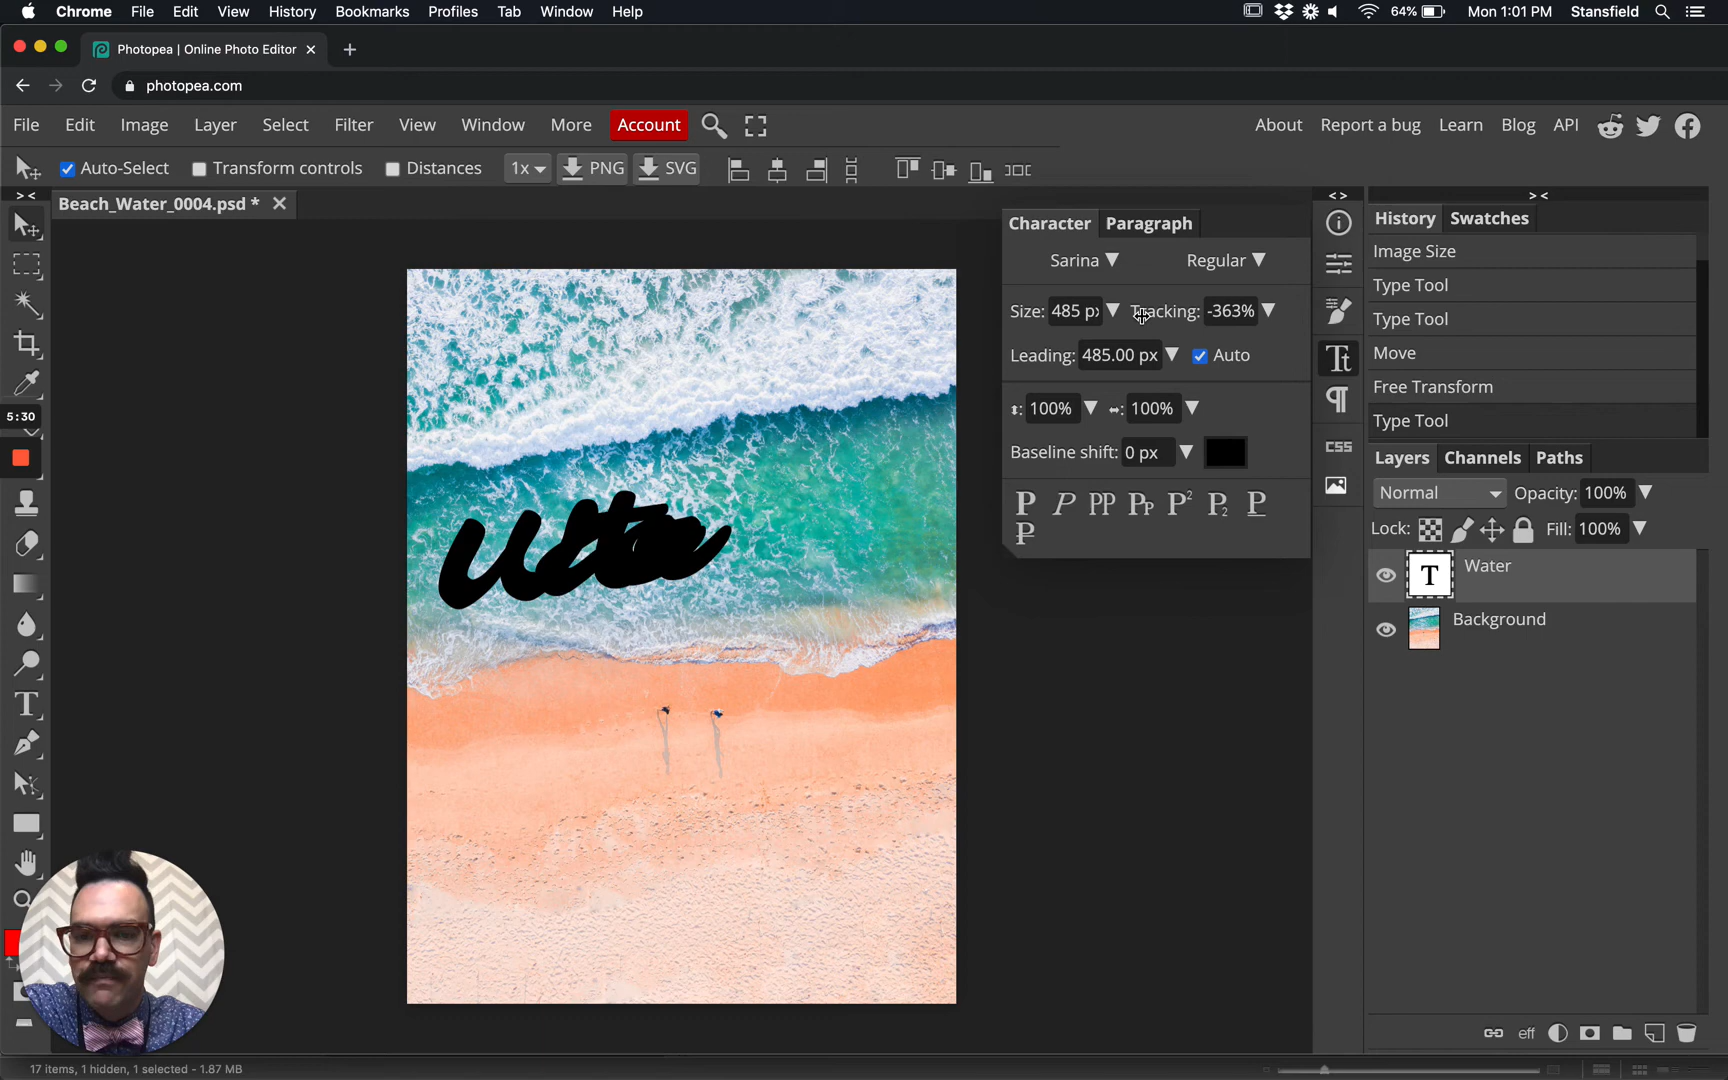 Chrome File Edit View History Bookmarks Profiles Tab Window Help 64% Mon 1:01 PM Stansfield
Photopea | Online Photo Editor
photopea.com
File Edit Image Layer Select Filter View Window More Account About Report a bug Learn Blog API
Auto-Select Transform controls Distances 1x PNG SVG
Beach_Water_0004.psd *
> < < > > <
Character Paragraph
Sarina Regular
Size: 485 px Tracking: -363%
Leading: 485.00 px Auto
100% 100%
Baseline shift: 0 px
History Swatches
Image Size
Type Tool
Type Tool
Move
Free Transform
Type Tool
CSS
Layers Channels Paths
Normal Opacity: 100%
Lock: Fill: 100%
Water
Background
5:30
eff
17 items, 1 hidden, 1 selected - 1.87 MB